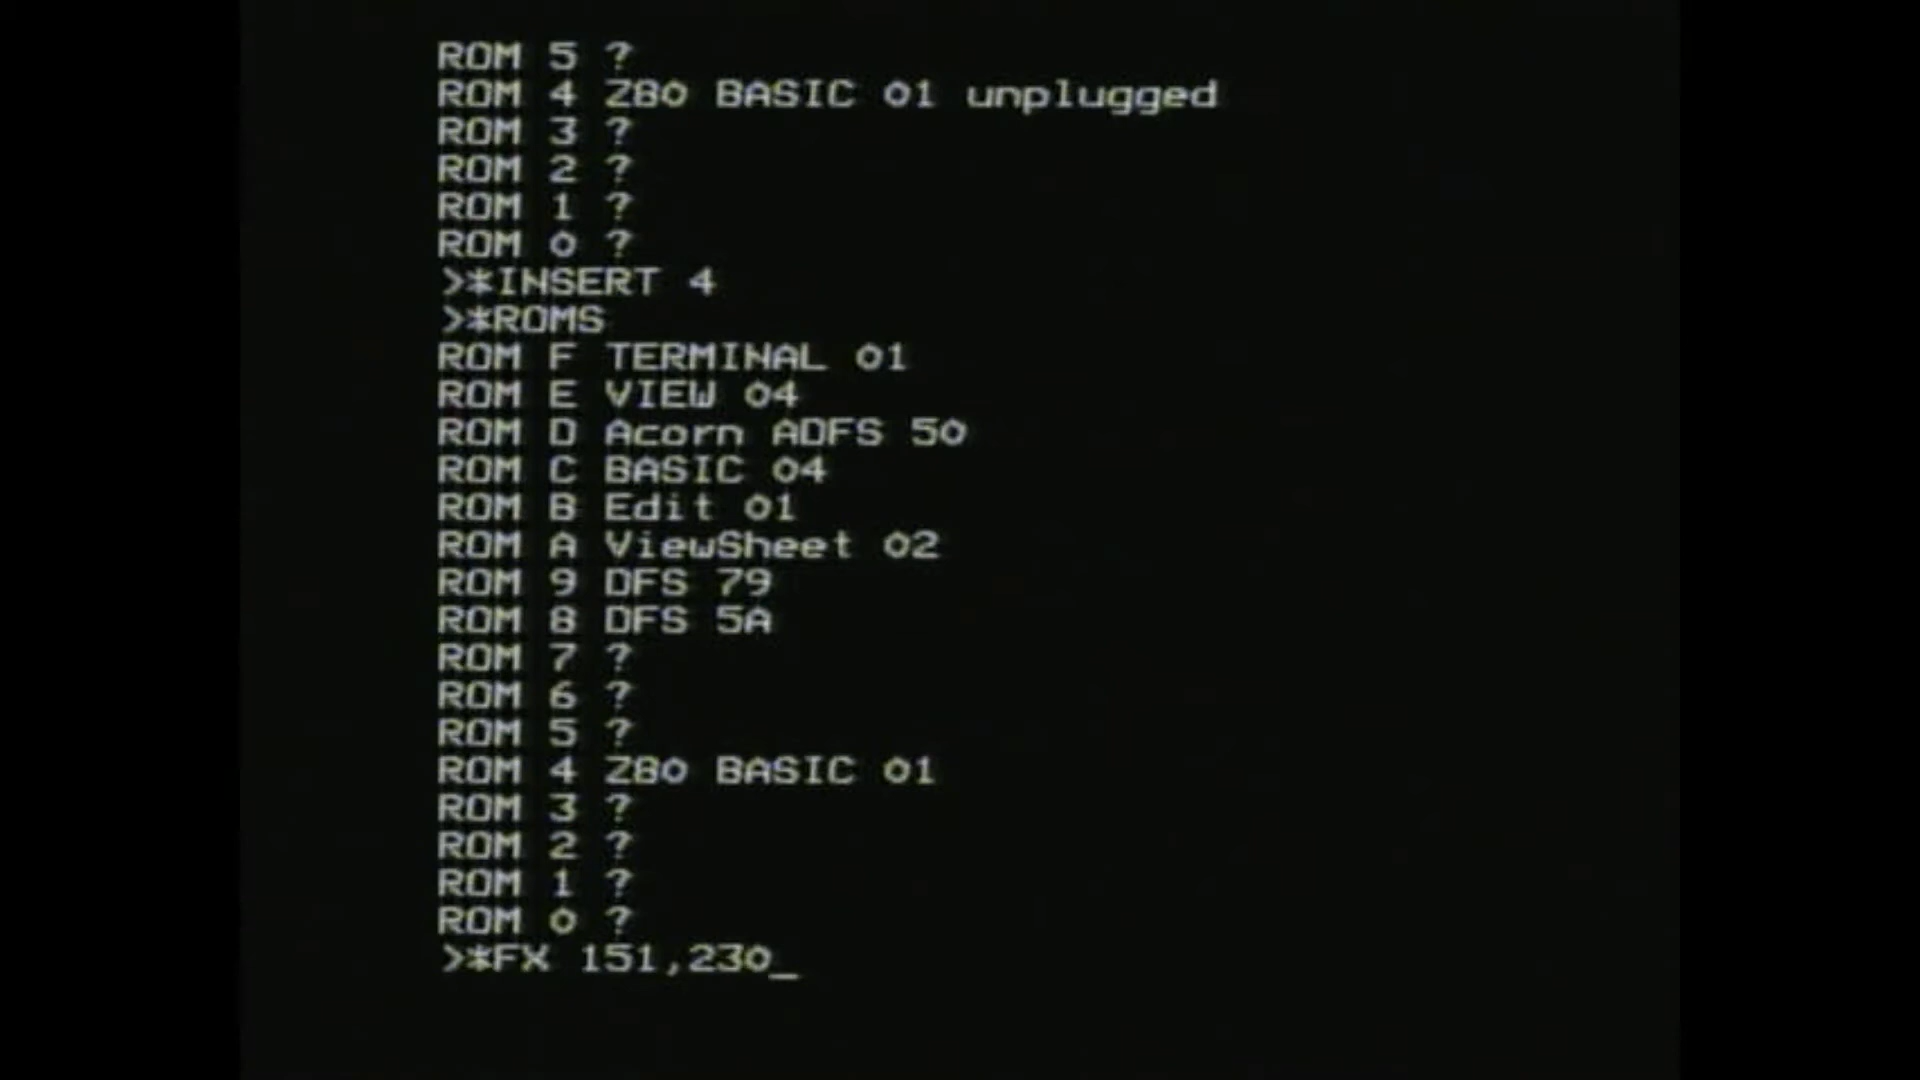 ROM 5 ?
ROM 4 Z80 BASIC 01 unplugged
ROM 3 ?
ROM 2 ?
ROM 1 ?
ROM 0 ?
>*INSERT 4
>*ROMS
ROM F TERMINAL 01
ROM E VIEW 04
ROM D Acorn ADFS 50
ROM C BASIC 04
ROM B Edit 01
ROM A ViewSheet 02
ROM 9 DFS 79
ROM 8 DFS 5A
ROM 7 ?
ROM 6 ?
ROM 5 ?
ROM 4 Z80 BASIC 01
ROM 3 ?
ROM 2 ?
ROM 1 ?
ROM 0 ?
>*FX 151,230_